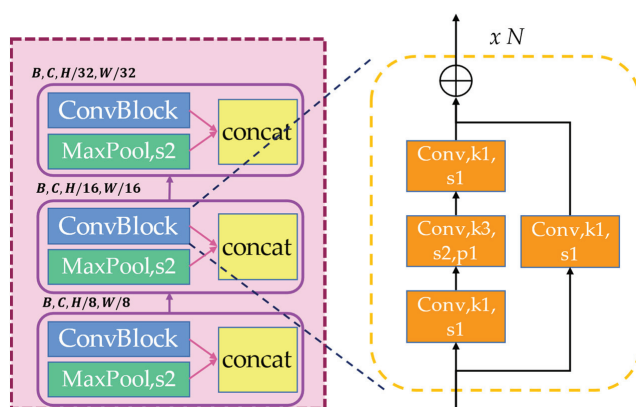 B, C, H/32, W/32
ConvBlock
MaxPool,s2
concat
B, C, H/16, W/16
ConvBlock
MaxPool,s2
concat
B, C, H/8, W/8
ConvBlock
MaxPool,s2
concat
x N
Conv,k1,
s1
Conv,k3,
s2,p1
Conv,k1,
s1
Conv,k1,
s1